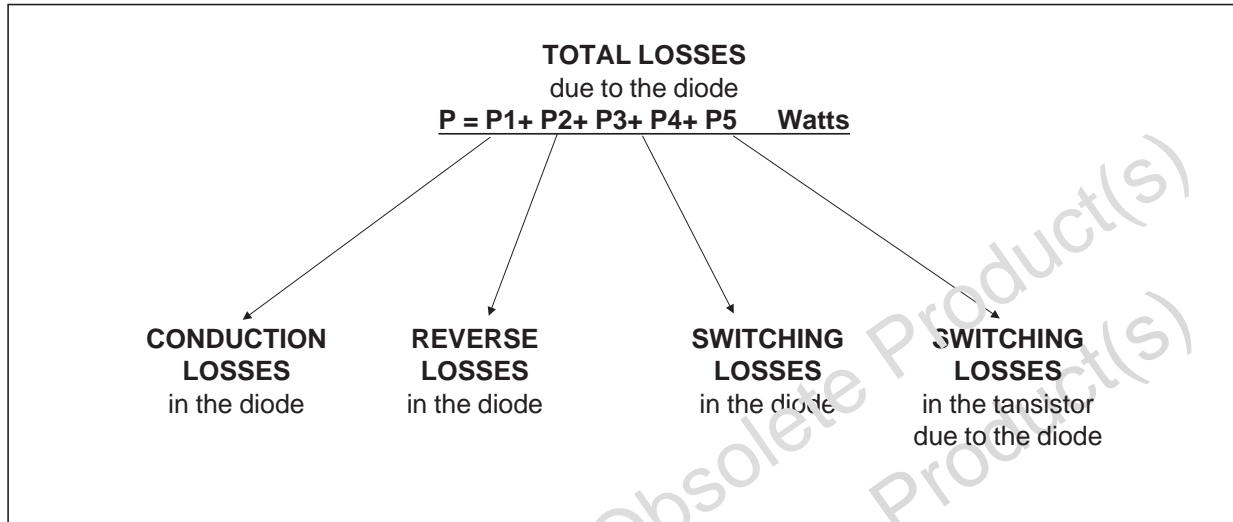 TOTAL LOSSES
due to the diode
P = P1+ P2+ P3+ P4+ P5 Watts
CONDUCTION
LOSSES
in the diode
REVERSE
LOSSES
in the diode
SWITCHING
LOSSES
in the diode
SWITCHING
LOSSES
in the tansistor
due to the diode
Obsolete Product(s)
Product(s)